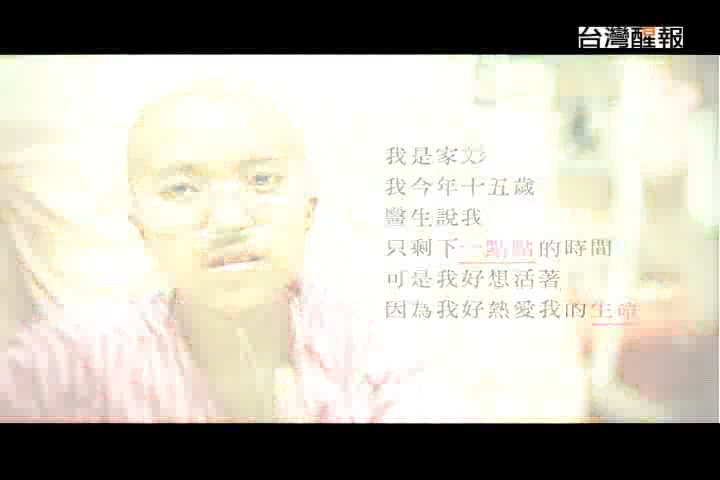 台灣醒報
我是家彣
我今年十五歲
醫生說我
只剩下一點點的時間
可是我好想活著
因為我好熱愛我的生命